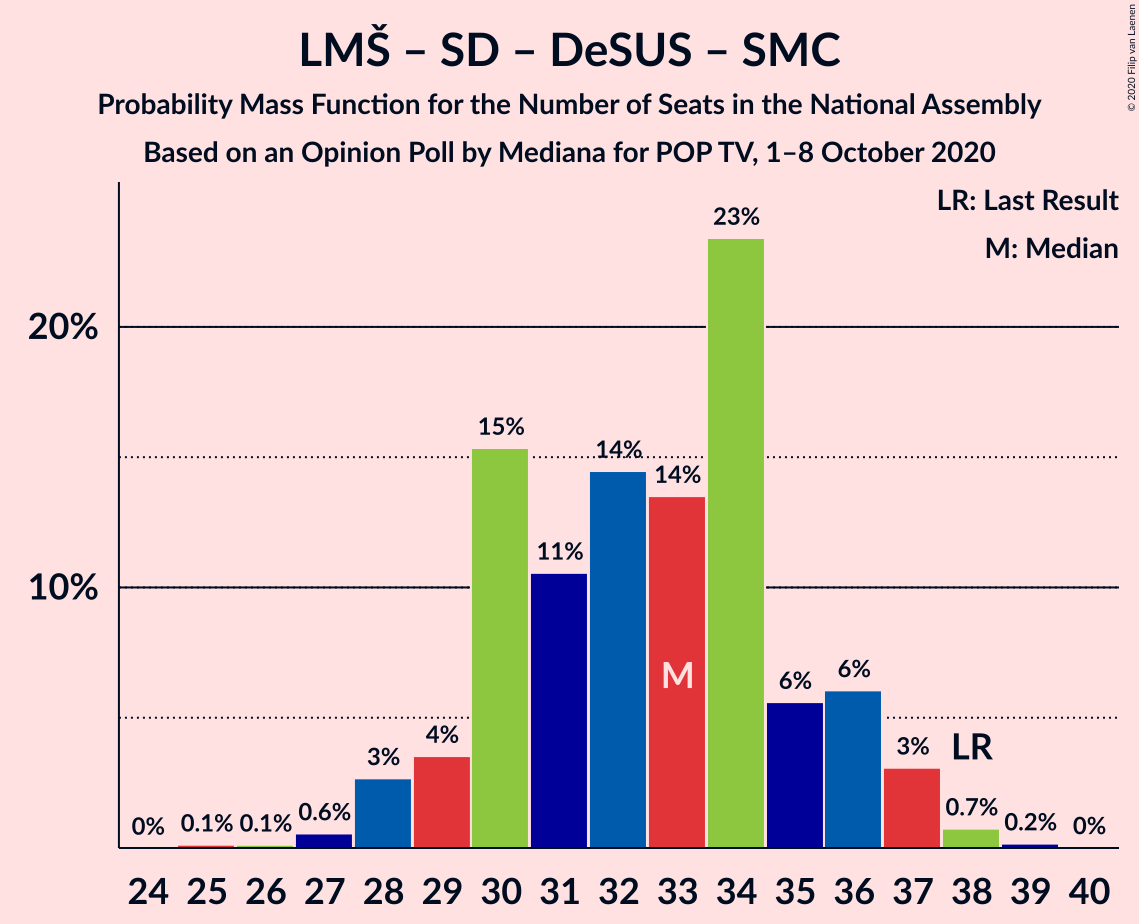 LMŠ – SD – DeSUS – SMC
Probability Mass Function for the Number of Seats in the National Assembly
Based on an Opinion Poll by Mediana for POP TV, 1–8 October 2020
© 2020 Filip van Laenen
LR: Last Result
M: Median
20%
10%
0%
0.1%
0.1%
0.6%
3%
4%
15%
11%
14%
14%
M
23%
6%
6%
3%
LR
0.7%
0.2%
0%
24 25 26 27 28 29 30 31 32 33 34 35 36 37 38 39 40